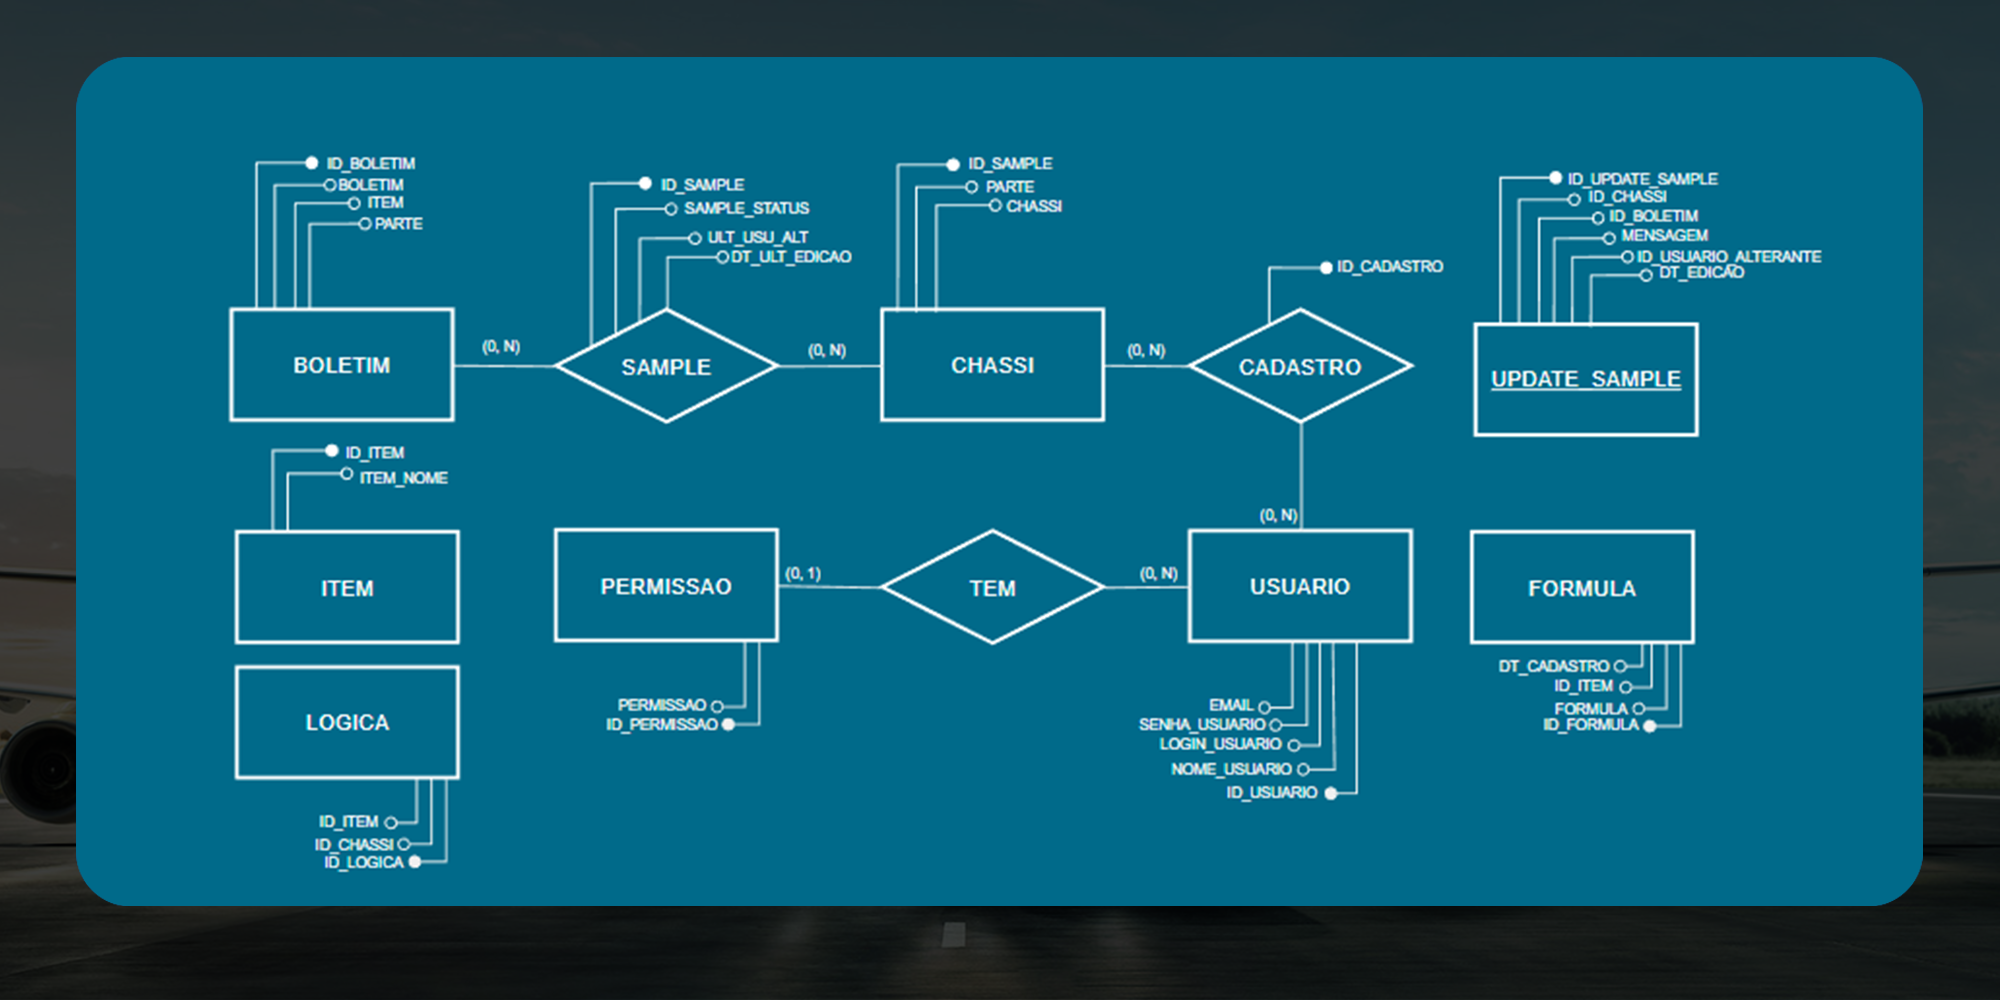 ID_BOLETIM
BOLETIM
ITEM
PARTE
ID_SAMPLE
SAMPLE_STATUS
ULT_USU_ALT
DT_ULT_EDICAO
ID_SAMPLE
PARTE
CHASSI
ID_CADASTRO
ID_UPDATE_SAMPLE
ID_CHASSI
ID_BOLETIM
MENSAGEM
ID_USUARIO_ALTERANTE
DT_EDICÃO
BOLETIM
(0, N)
SAMPLE
(0, N)
CHASSI
(0, N)
CADASTRO
UPDATE_SAMPLE
ID_ITEM
ITEM_NOME
(0, N)
ITEM
PERMISSAO
(0, 1)
TEM
(0, N)
USUARIO
FORMULA
LOGICA
PERMISSAO
ID_PERMISSAO
EMAIL
SENHA_USUARIO
LOGIN_USUARIO
NOME_USUARIO
ID_USUARIO
DT_CADASTRO
ID_ITEM
FORMULA
ID_FORMULA
ID_ITEM
ID_CHASSI
ID_LOGICA